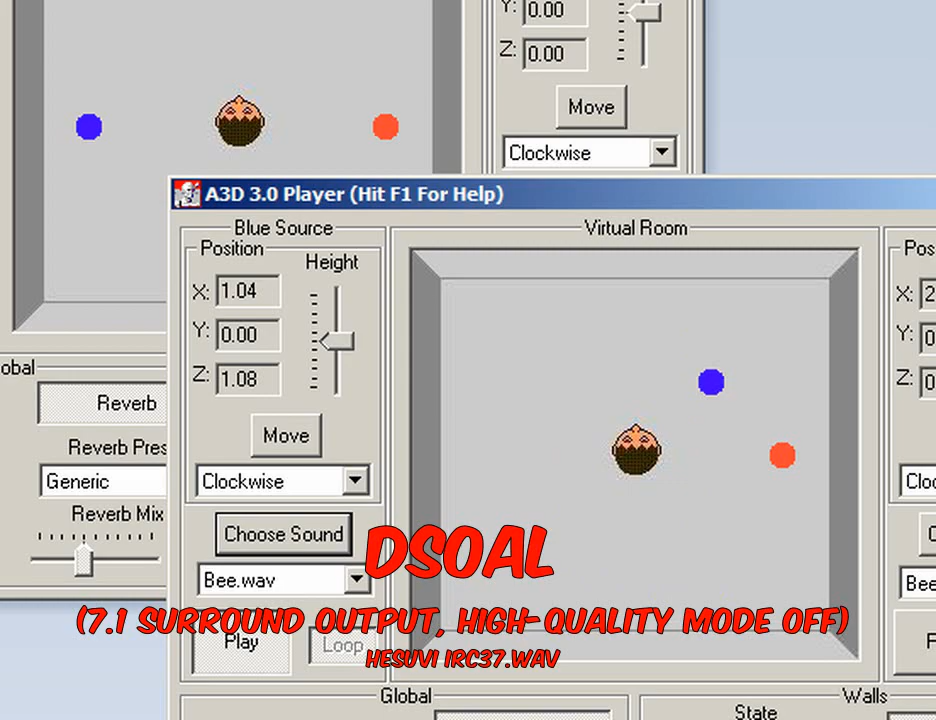 Y: 0.00
Z: 0.00
Move
Clockwise
A3D 3.0 Player (Hit F1 For Help)
Blue Source
Position
Height
X: 1.04
Y: 0.00
Z: 1.08
Move
Clockwise
Choose Sound
Bee.wav
Play
Loop
Virtual Room
Pos
X: 2
Y: 0
Z: 0
Cloc
C
Bee
obal
Reverb
Reverb Pres
Generic
Reverb Mix
DSOAL
(7.1 SURROUND OUTPUT, HIGH-QUALITY MODE OFF)
HESUVI IRC37.WAV
Global
Walls
State